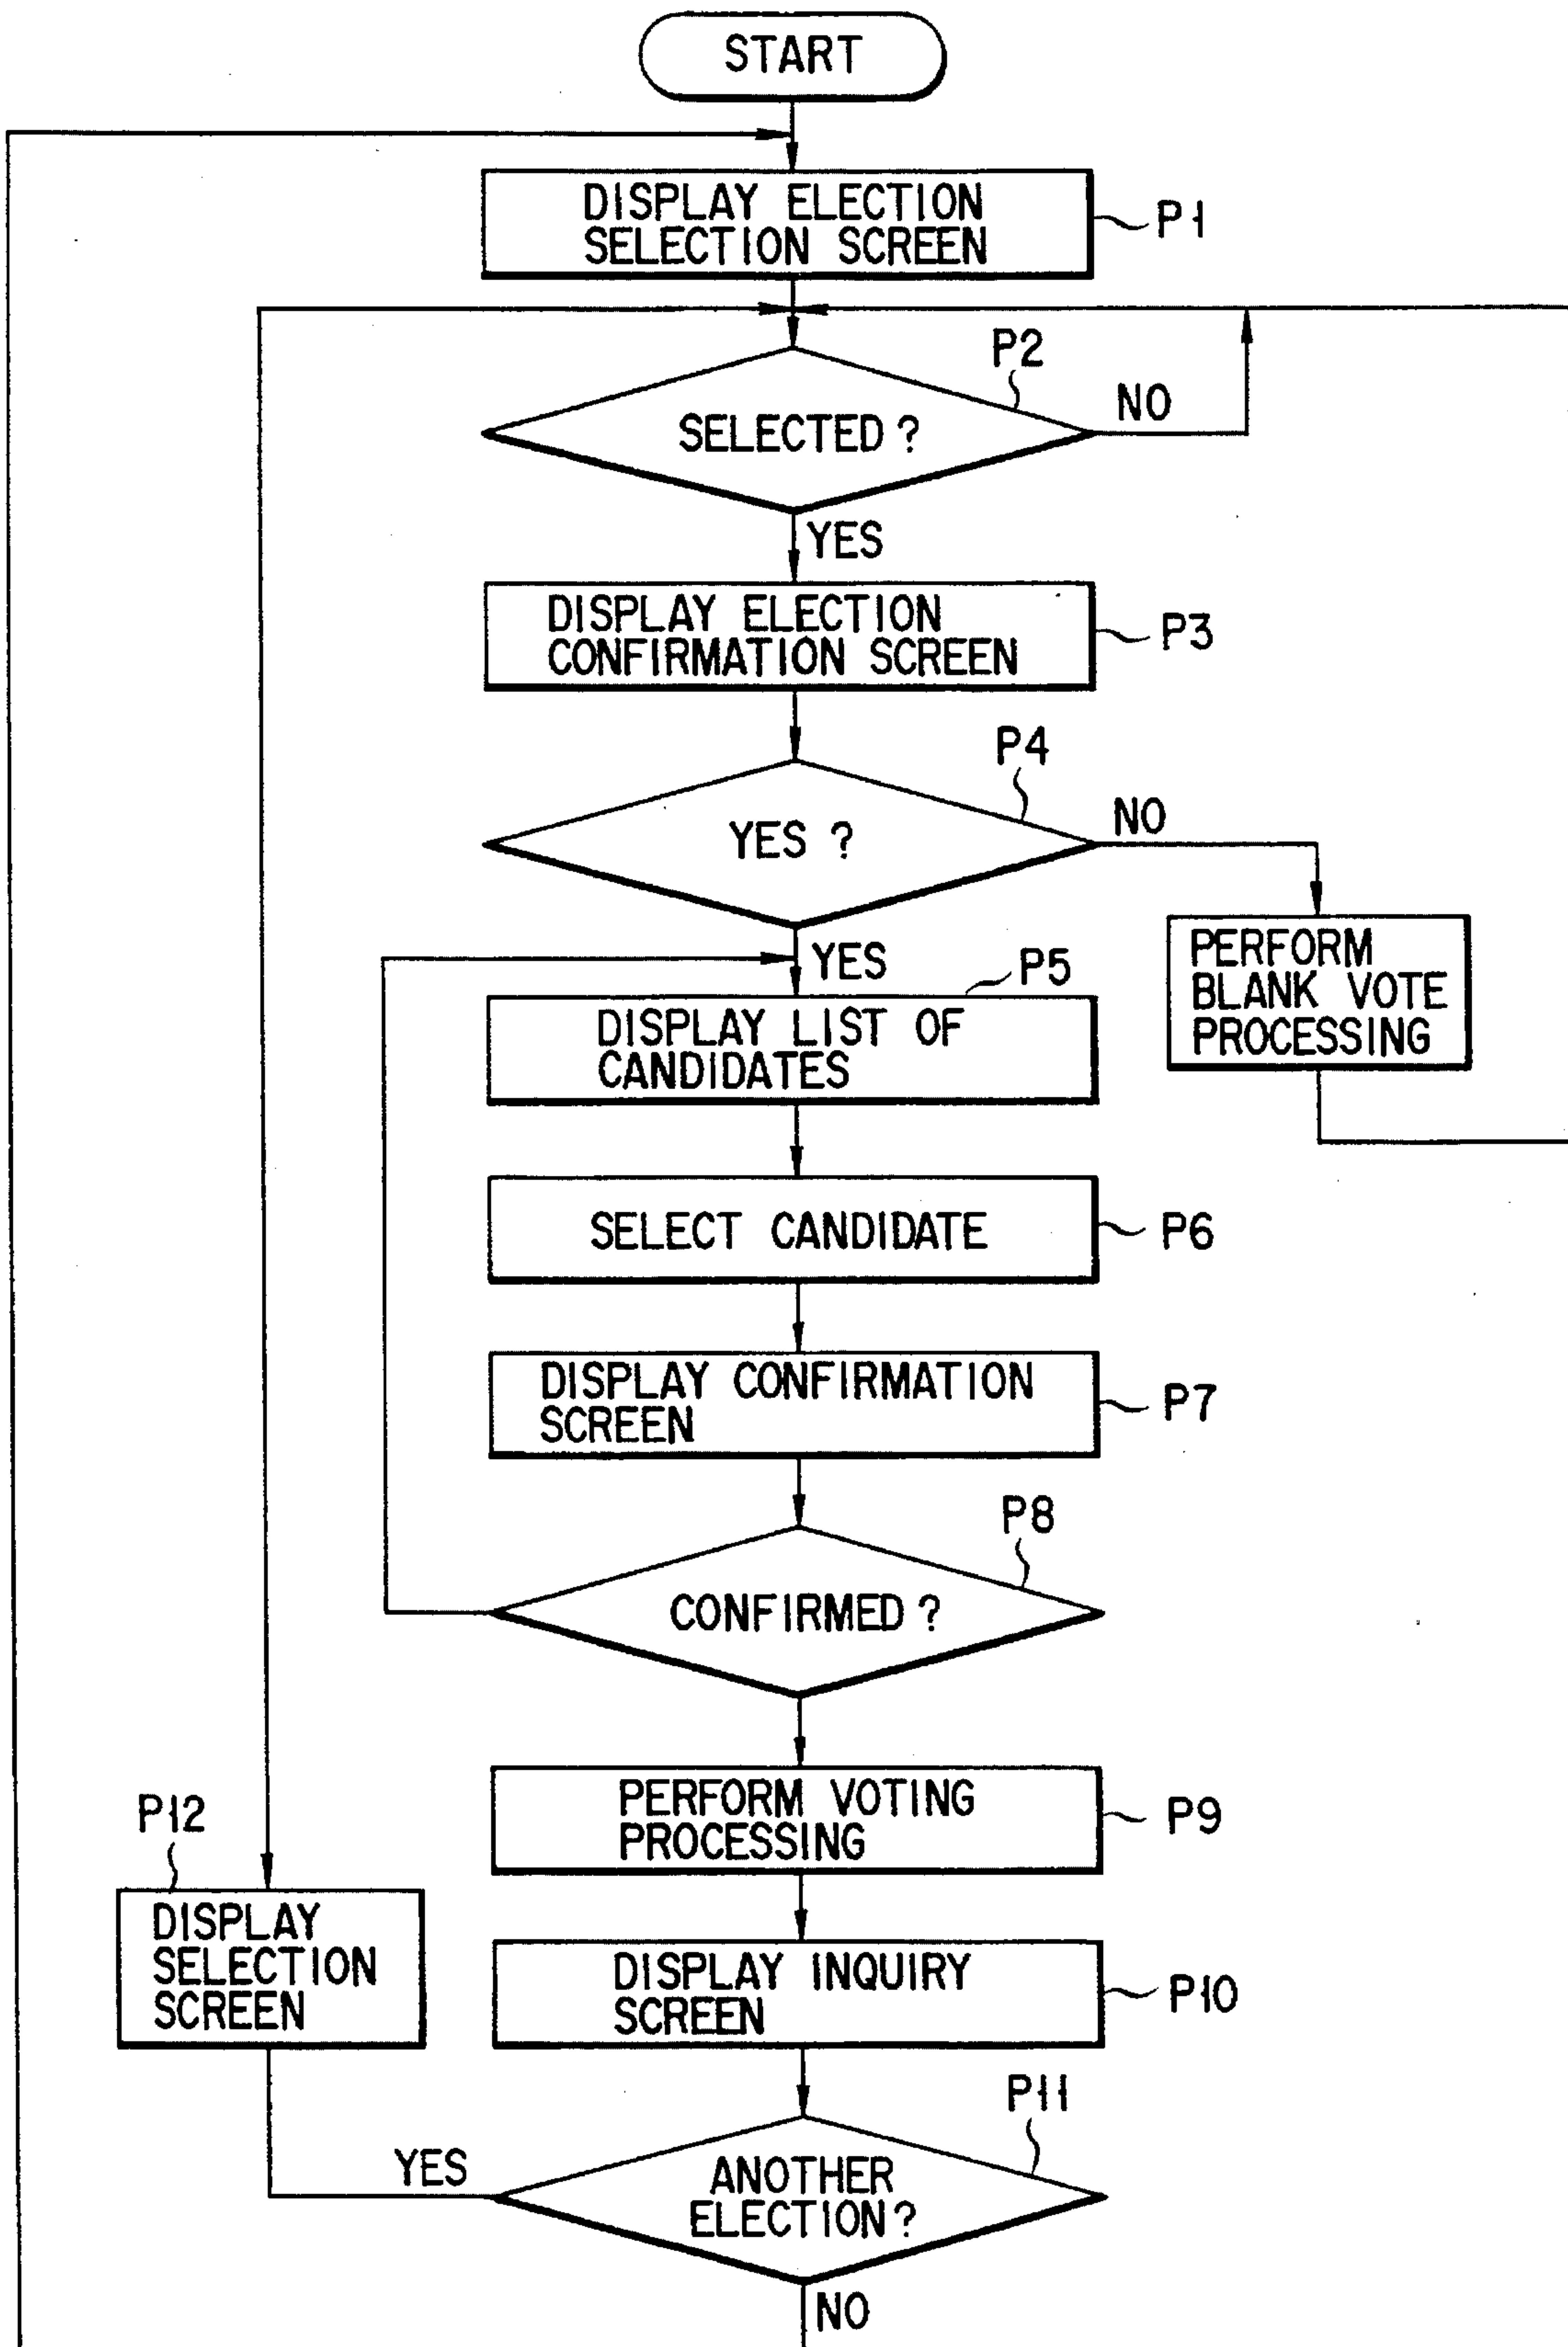 START
DISPLAY ELECTION
SELECTION SCREEN
P1
P2
NO
SELECTED ?
YES
DISPLAY ELECTION
CONFIRMATION SCREEN
P3
P4
NO
YES ?
YES
P5
PERFORM
BLANK VOTE
PROCESSING
DISPLAY LIST OF
CANDIDATES
SELECT CANDIDATE
P6
DISPLAY CONFIRMATION
SCREEN
P7
P8
CONFIRMED ?
PERFORM VOTING
PROCESSING
P9
P12
DISPLAY
SELECTION
SCREEN
DISPLAY INQUIRY
SCREEN
P10
P11
YES
ANOTHER
ELECTION ?
NO